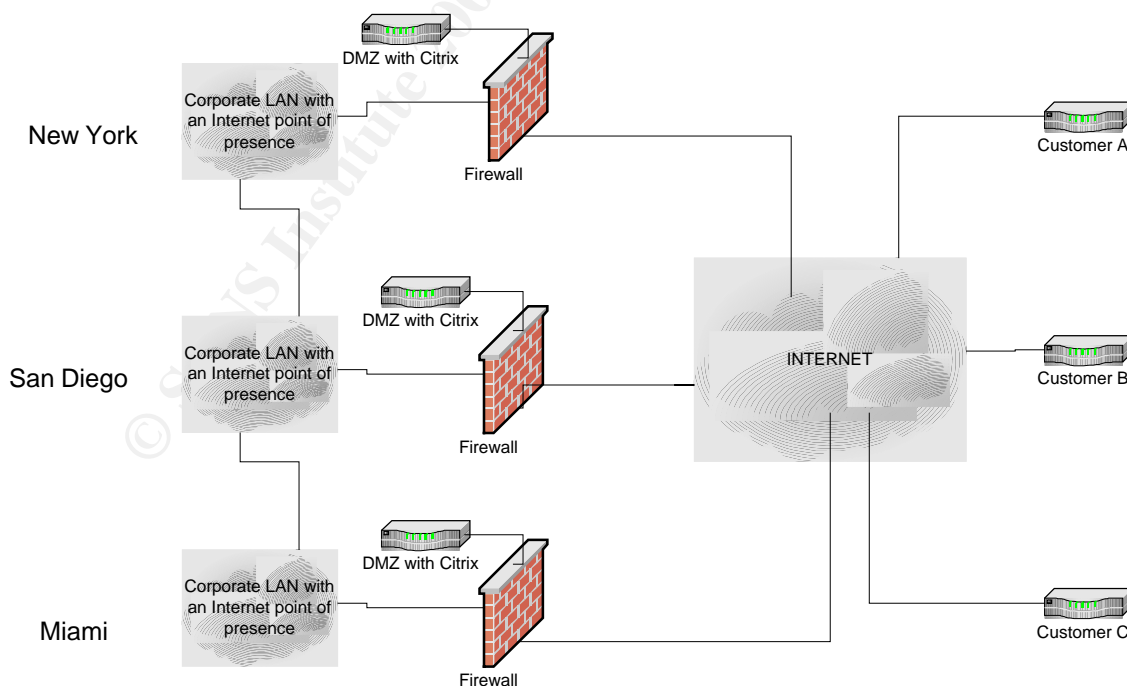 DMZ with Citrix
Corporate LAN with
an Internet point of
presence
New York
Firewall
Customer A
DMZ with Citrix
Corporate LAN with
an Internet point of
presence
San Diego
Firewall
INTERNET
Customer B
DMZ with Citrix
Corporate LAN with
an Internet point of
presence
Miami
Firewall
Customer C
© SANS Institute